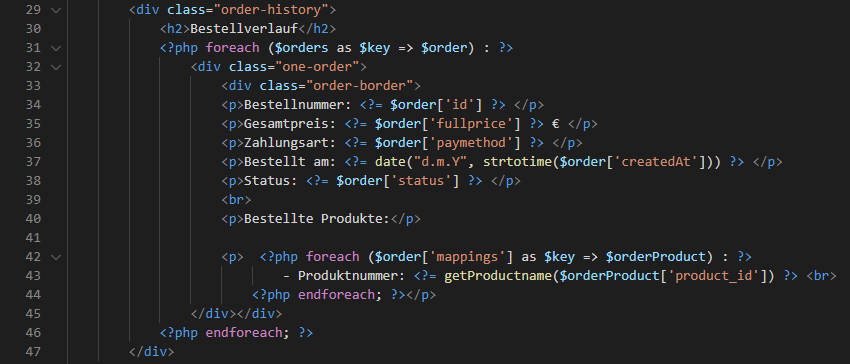 29 <div class="order-history">
30 <h2>Bestellverlauf</h2>
31 <?php foreach ($orders as $key => $order) : ?>
32 <div class="one-order">
33 <div class="order-border">
34 <p>Bestellnummer: <?= $order['id'] ?> </p>
35 <p>Gesamtpreis: <?= $order['fullprice'] ?> € </p>
36 <p>Zahlungsart: <?= $order['paymethod'] ?> </p>
37 <p>Bestellt am: <?= date("d.m.Y", strtotime($order['createdAt'])) ?> </p>
38 <p>Status: <?= $order['status'] ?> </p>
39 <br>
40 <p>Bestellte Produkte:</p>
41
42 <p>  <?php foreach ($order['mappings'] as $key => $orderProduct) : ?>
43 - Produktnummer: <?= getProductname($orderProduct['product_id']) ?> <br>
44 <?php endforeach; ?></p>
45 </div></div>
46 <?php endforeach; ?>
47 </div>